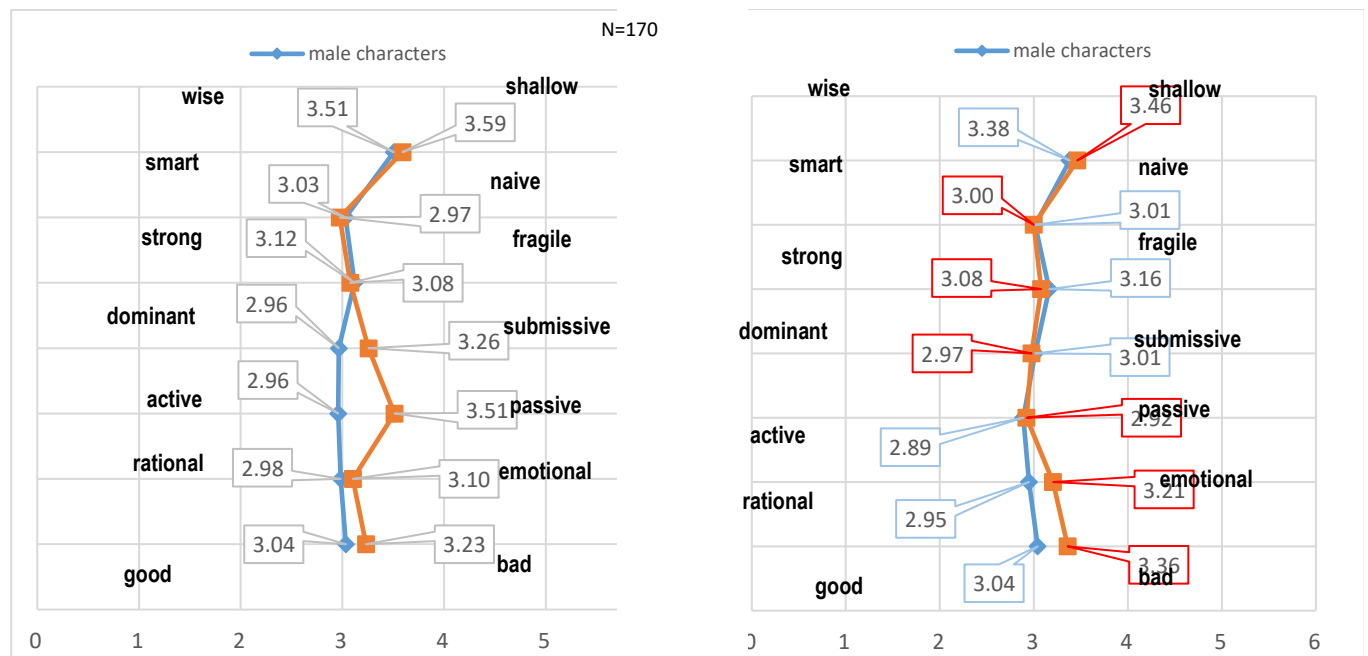 N=170
male characters
wise
shallow
3.51
3.59
smart
naive
3.03
2.97
strong
fragile
3.12
3.08
dominant
submissive
2.96
3.26
active
passive
2.96
3.51
rational
emotional
2.98
3.10
good
bad
3.04
3.23
0 1 2 3 4 5
male characters
wise
shallow
3.38
3.46
smart
naive
3.00
3.01
strong
fragile
3.08
3.16
dominant
submissive
2.97
3.01
active
passive
2.89
2.92
rational
emotional
2.95
3.21
good
bad
3.04
3.36
0 1 2 3 4 5 6